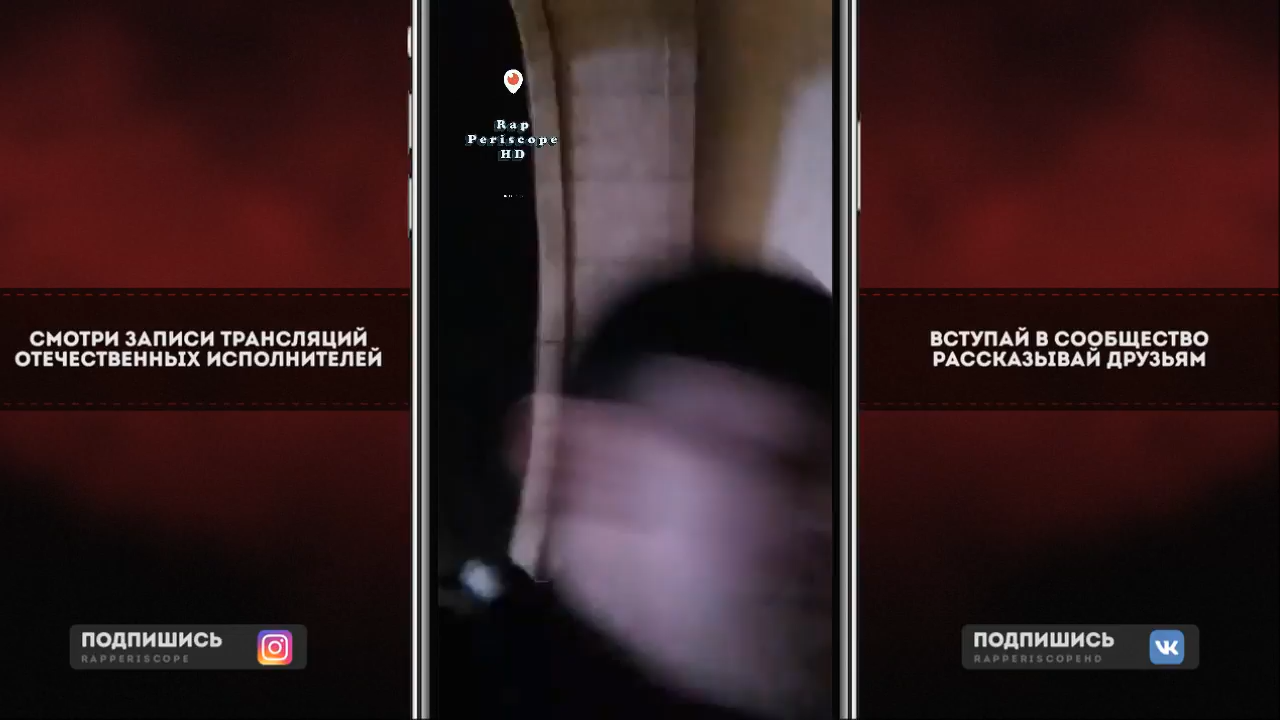 Rap
Periscope
HD
СМОТРИ ЗАПИСИ ТРАНСЛЯЦИЙ
ОТЕЧЕСТВЕННЫХ ИСПОЛНИТЕЛЕЙ
ВСТУПАЙ В СООБЩЕСТВО
РАССКАЗЫВАЙ ДРУЗЬЯМ
ПОДПИШИСЬ
RAPPERISCOPE
ПОДПИШИСЬ
RAPPERISCOPEHD